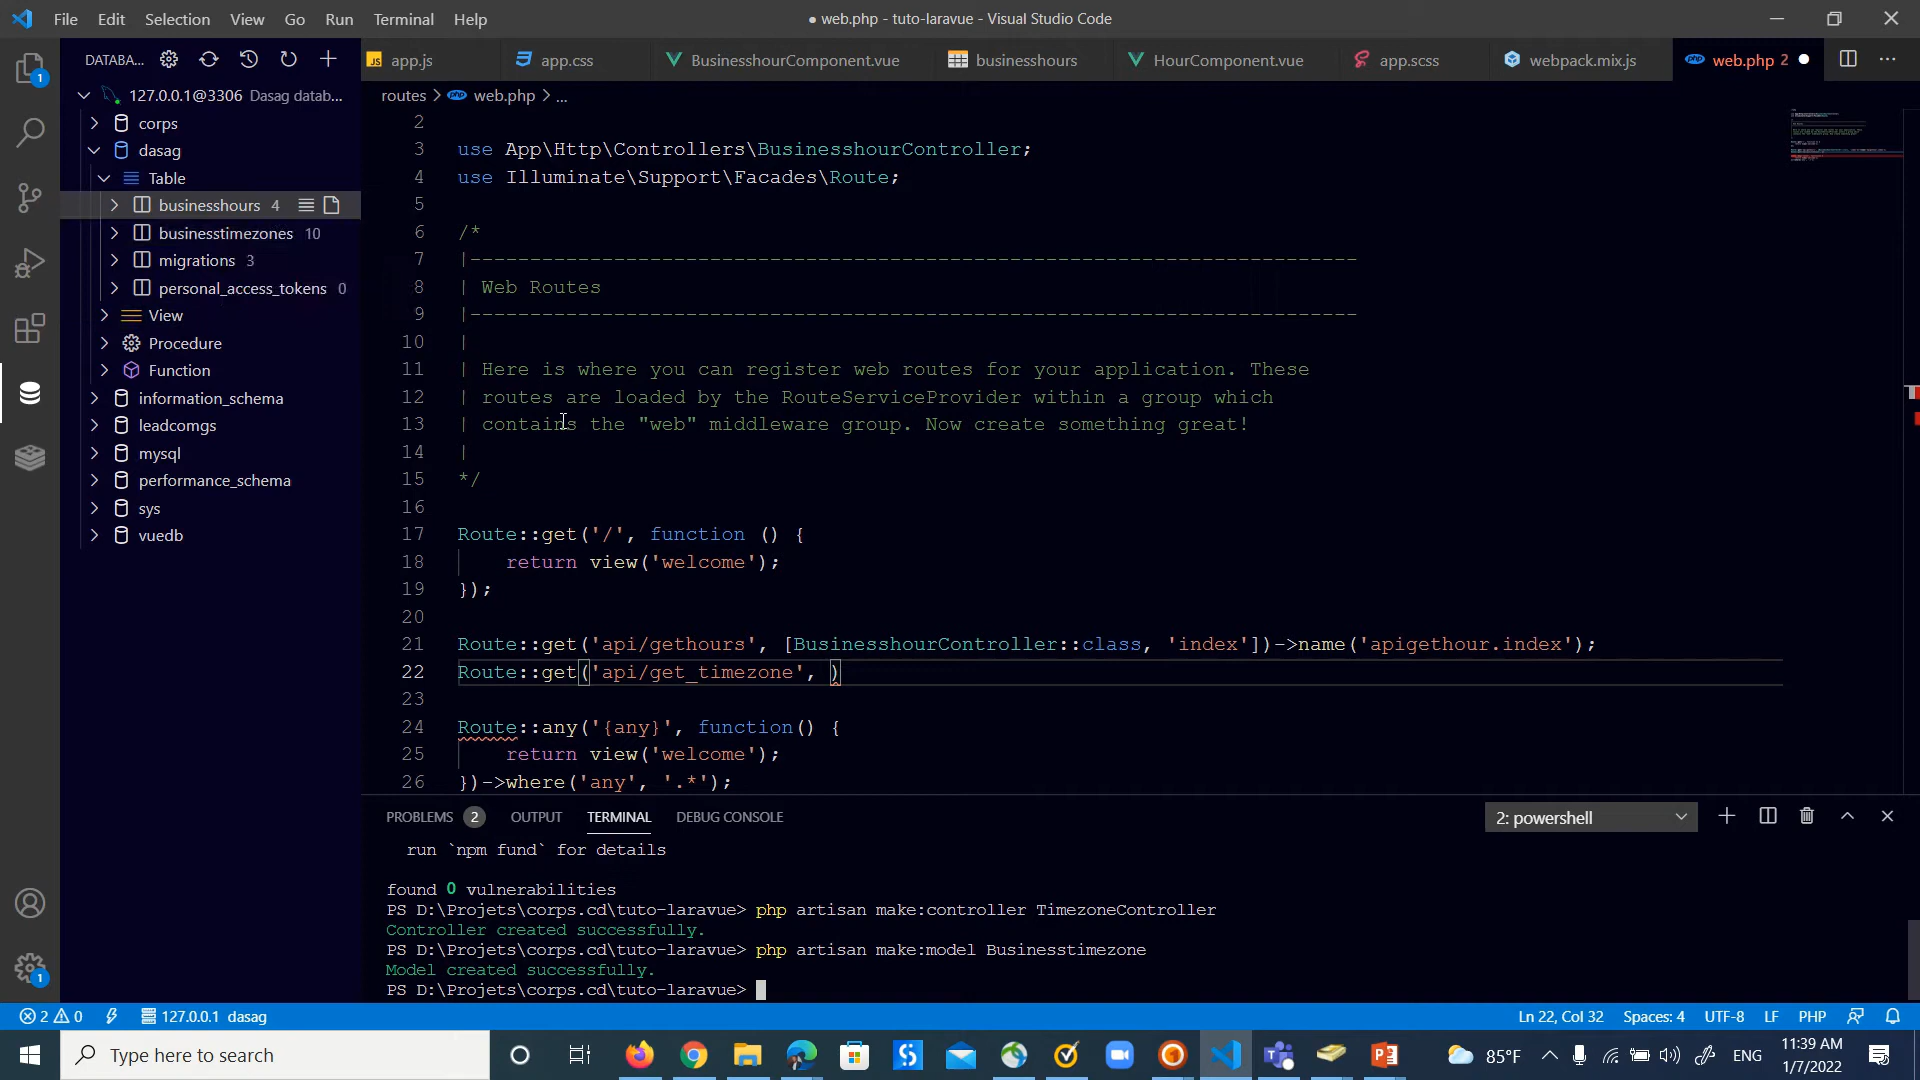 File Edit Selection View Go Run Terminal Help
● web.php - tuto-laravue - Visual Studio Code
DATABA...
JS app.js
app.css
BusinesshourComponent.vue
businesshours
HourComponent.vue
app.scss
webpack.mix.js
php web.php 2 ●
1
127.0.0.1@3306 Dasag datab...
corps
dasag
Table
businesshours 4
businesstimezones 10
migrations 3
personal_access_tokens 0
View
Procedure
Function
information_schema
leadcomgs
mysql
performance_schema
sys
vuedb
1
routes > php web.php > ...
2
3 use App\Http\Controllers\BusinesshourController;
4 use Illuminate\Support\Facades\Route;
5
6 /*
7 |--------------------------------------------------------------------------
8 | Web Routes
9 |--------------------------------------------------------------------------
10 |
11 | Here is where you can register web routes for your application. These
12 | routes are loaded by the RouteServiceProvider within a group which
13 | contains the "web" middleware group. Now create something great!
14 |
15 */
16
17 Route::get('/', function () {
18 return view('welcome');
19 });
20
21 Route::get('api/gethours', [BusinesshourController::class, 'index'])->name('apigethour.index');
22 Route::get('api/get_timezone', )
23
24 Route::any('{any}', function() {
25 return view('welcome');
26 })->where('any', '.*');
PROBLEMS 2 OUTPUT TERMINAL DEBUG CONSOLE
2: powershell
run `npm fund` for details
found 0 vulnerabilities
PS D:\Projets\corps.cd\tuto-laravue> php artisan make:controller TimezoneController
Controller created successfully.
PS D:\Projets\corps.cd\tuto-laravue> php artisan make:model Businesstimezone
Model created successfully.
PS D:\Projets\corps.cd\tuto-laravue>
2 0 127.0.0.1 dasag
Ln 22, Col 32 Spaces: 4 UTF-8 LF PHP
Type here to search
85°F
ENG
11:39 AM
1/7/2022